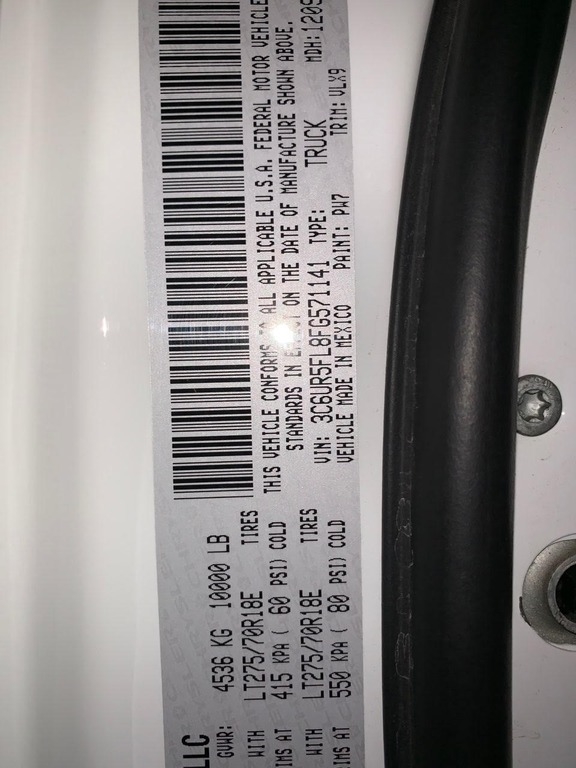 LLC
GVWR: 4536 KG 10000 LB
WITH LT275/70R18E TIRES
IMS AT 415 KPA ( 60 PSI) COLD
WITH LT275/70R18E TIRES
IMS AT 550 KPA ( 80 PSI) COLD
THIS VEHICLE CONFORMS TO ALL APPLICABLE U.S.A. FEDERAL MOTOR VEHICLE
STANDARDS IN EFFECT ON THE DATE OF MANUFACTURE SHOWN ABOVE.
VIN: 3C6UR5FL8FG571141 TYPE: TRUCK MDH: 1209
VEHICLE MADE IN MEXICO PAINT: PW7 TRIM: VLX9